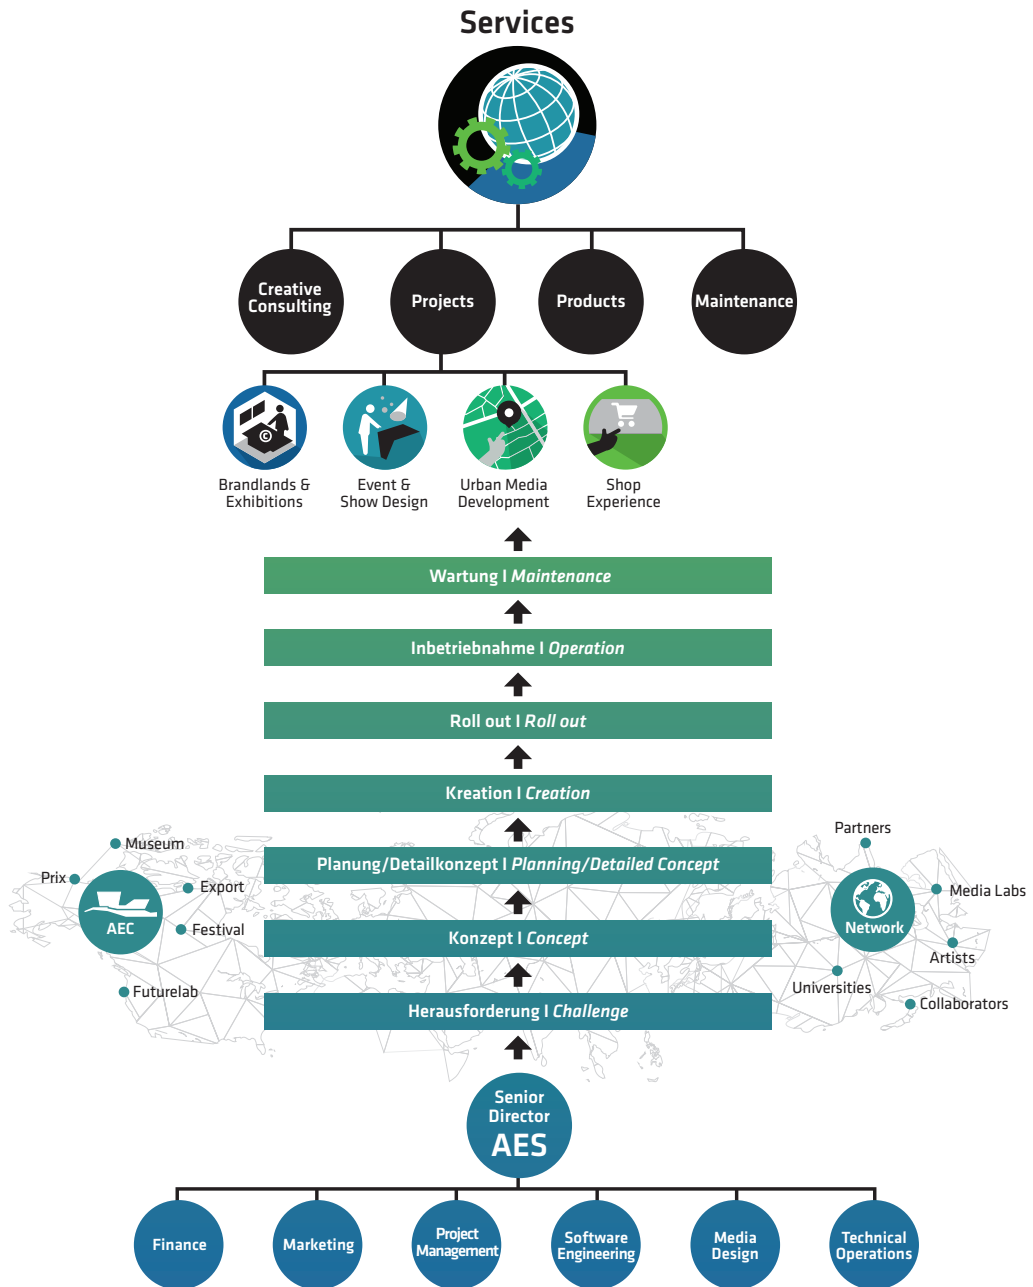 Services
Creative
Consulting
Projects
Products
Maintenance
©
Brandlands &
Exhibitions
Event &
Show Design
Urban Media
Development
Shop
Experience
Wartung I Maintenance
Inbetriebnahme I Operation
Roll out I Roll out
Kreation I Creation
Planung/Detailkonzept I Planning/Detailed Concept
Konzept I Concept
Herausforderung I Challenge
Museum
Prix
Export
AEC
Festival
Futurelab
Partners
Media Labs
Network
Artists
Universities
Collaborators
Senior
Director
AES
Finance
Marketing
Project
Management
Software
Engineering
Media
Design
Technical
Operations